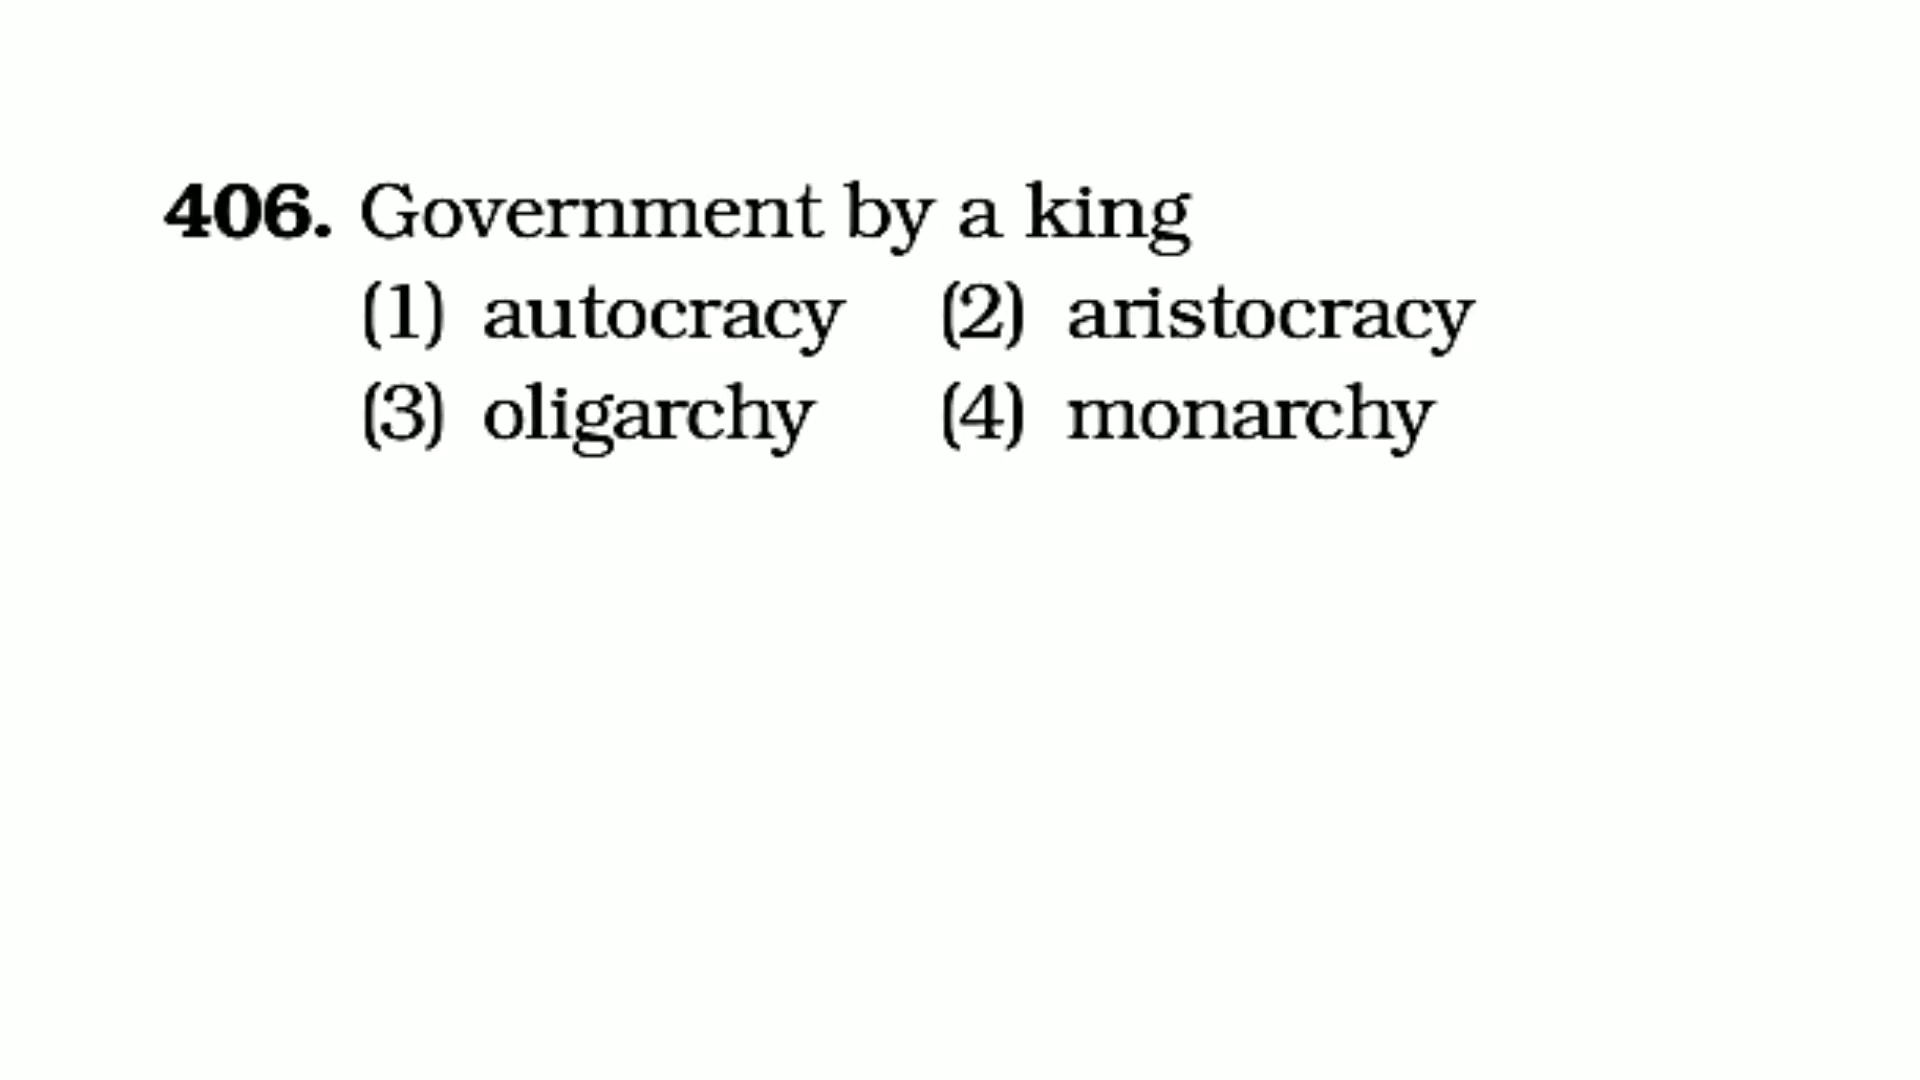 406. Government by a king
(1) autocracy (2) aristocracy
(3) oligarchy (4) monarchy